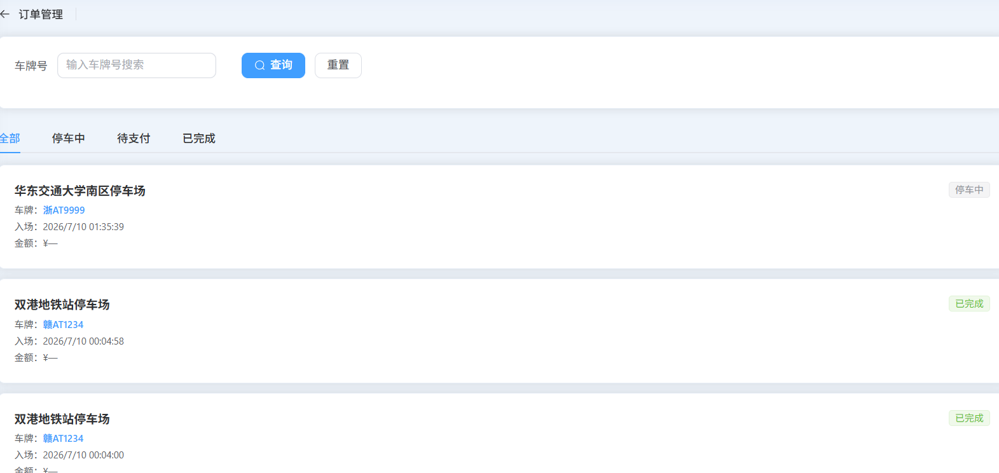 订单管理
车牌号 输入车牌号搜索 查询 重置
全部 停车中 待支付 已完成
华东交通大学南区停车场 停车中
车牌：浙AT9999
入场：2026/7/10 01:35:39
金额：¥—
双港地铁站停车场 已完成
车牌：赣AT1234
入场：2026/7/10 00:04:58
金额：¥—
双港地铁站停车场 已完成
车牌：赣AT1234
入场：2026/7/10 00:04:00
金额：¥—